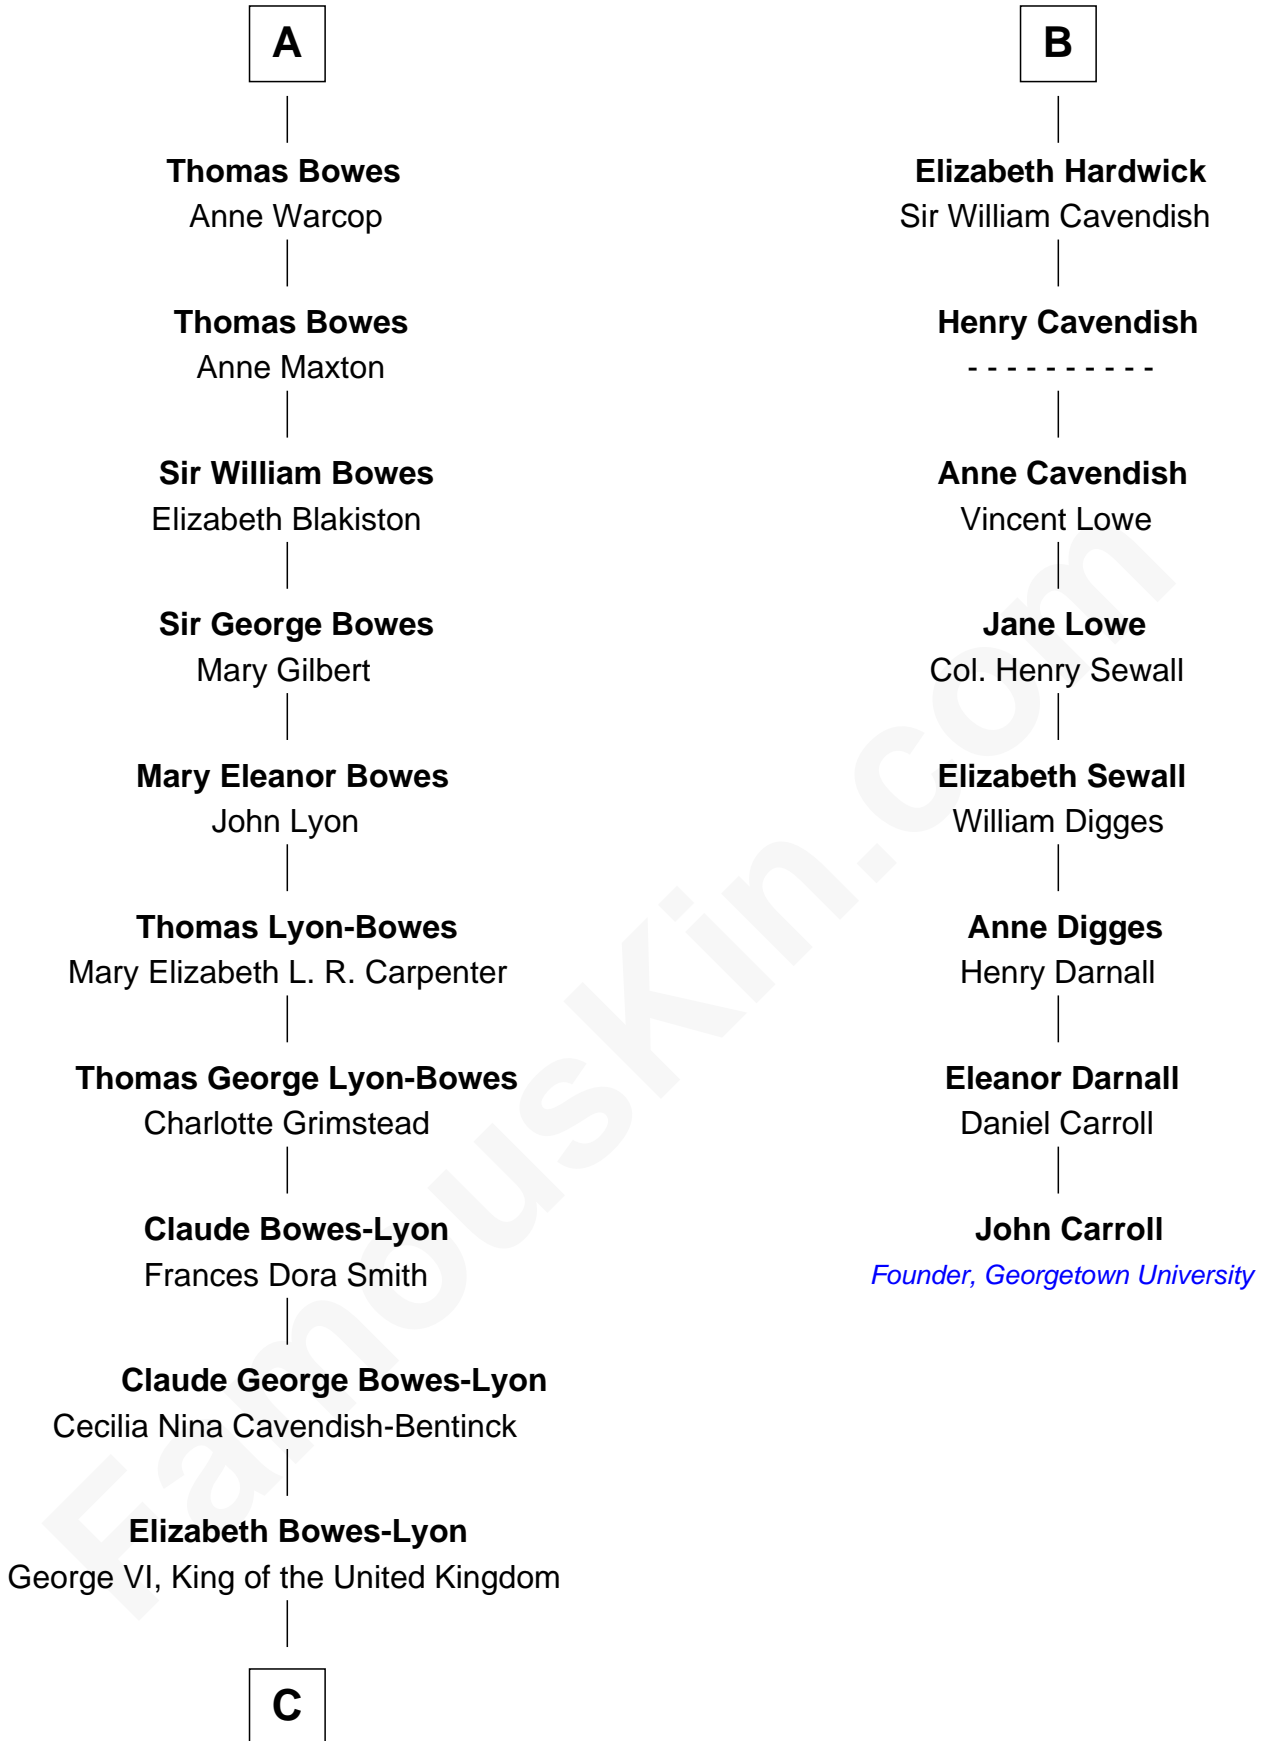 A
Thomas Bowes
Anne Warcop
Thomas Bowes
Anne Maxton
Sir William Bowes
Elizabeth Blakiston
Sir George Bowes
Mary Gilbert
Mary Eleanor Bowes
John Lyon
Thomas Lyon-Bowes
Mary Elizabeth L. R. Carpenter
Thomas George Lyon-Bowes
Charlotte Grimstead
Claude Bowes-Lyon
Frances Dora Smith
Claude George Bowes-Lyon
Cecilia Nina Cavendish-Bentinck
Elizabeth Bowes-Lyon
George VI, King of the United Kingdom
C
B
Elizabeth Hardwick
Sir William Cavendish
Henry Cavendish
- - - - - - - - - -
Anne Cavendish
Vincent Lowe
Jane Lowe
Col. Henry Sewall
Elizabeth Sewall
William Digges
Anne Digges
Henry Darnall
Eleanor Darnall
Daniel Carroll
John Carroll
Founder, Georgetown University
FamousKin.com